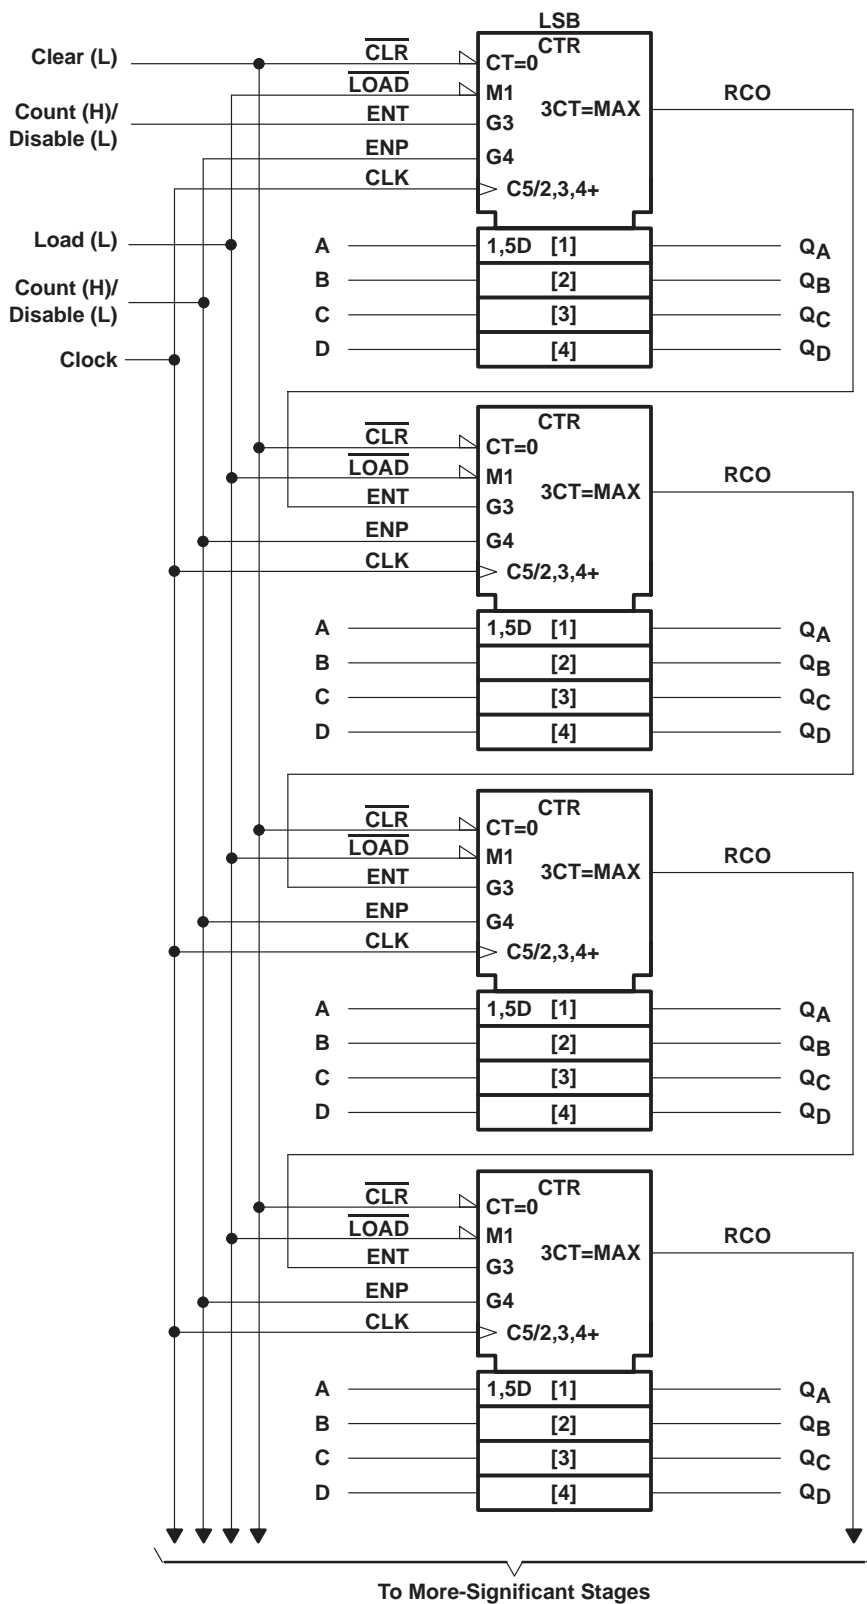 LSB
CTR
Clear (L)
CLR
CT=0
LOAD
M1
3CT=MAX
RCO
Count (H)/
Disable (L)
ENT
G3
ENP
G4
CLK
C5/2,3,4+
Load (L)
A
1,5D [1]
QA
Count (H)/
Disable (L)
B
[2]
QB
C
[3]
QC
Clock
D
[4]
QD
CTR
CLR
CT=0
LOAD
M1
3CT=MAX
RCO
ENT
G3
ENP
G4
CLK
C5/2,3,4+
A
1,5D [1]
QA
B
[2]
QB
C
[3]
QC
D
[4]
QD
CTR
CLR
CT=0
LOAD
M1
3CT=MAX
RCO
ENT
G3
ENP
G4
CLK
C5/2,3,4+
A
1,5D [1]
QA
B
[2]
QB
C
[3]
QC
D
[4]
QD
CTR
CLR
CT=0
LOAD
M1
3CT=MAX
RCO
ENT
G3
ENP
G4
CLK
C5/2,3,4+
A
1,5D [1]
QA
B
[2]
QB
C
[3]
QC
D
[4]
QD
To More-Significant Stages